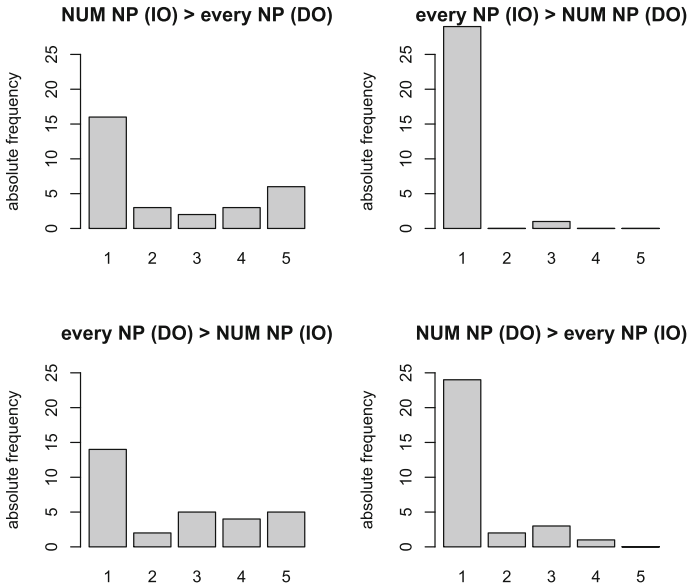 NUM NP (IO) > every NP (DO)
absolute frequency
0 5 10 15 20 25
1 2 3 4 5
every NP (IO) > NUM NP (DO)
absolute frequency
0 5 10 15 20 25
1 2 3 4 5
every NP (DO) > NUM NP (IO)
absolute frequency
0 5 10 15 20 25
1 2 3 4 5
NUM NP (DO) > every NP (IO)
absolute frequency
0 5 10 15 20 25
1 2 3 4 5